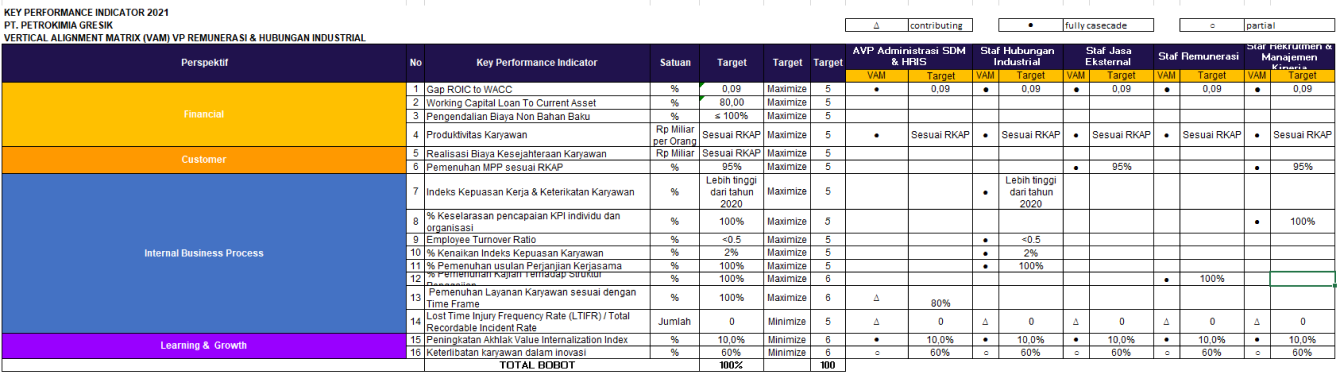 KEY PERFORMANCE INDICATOR 2021
PT. PETROKIMIA GRESIK
VERTICAL ALIGNMENT MATRIX (VAM) VP REMUNERASI & HUBUNGAN INDUSTRIAL
△ contributing ● fully casecade ○ partial
Perspektif No Key Performance Indicator Satuan Target Target Target AVP Administrasi SDM & HRIS Staf Hubungan Industrial Staf Jasa Eksternal Staf Remunerasi Staf Rekrutmen & Manajemen Kinerja
VAM Target VAM Target VAM Target VAM Target VAM Target
Financial
1 Gap ROIC to WACC % 0,09 Maximize 5 ● 0,09 ● 0,09 ● 0,09 ● 0,09 ● 0,09
2 Working Capital Loan To Current Asset % 80,00 Maximize 5
3 Pengendalian Biaya Non Bahan Baku % ≤ 100% Maximize 5
4 Produktivitas Karyawan Rp Miliar per Orang Sesuai RKAP Maximize 5 ● Sesuai RKAP ● Sesuai RKAP ● Sesuai RKAP ● Sesuai RKAP ● Sesuai RKAP
Customer
5 Realisasi Biaya Kesejahteraan Karyawan Rp Miliar Sesuai RKAP Maximize 5
6 Pemenuhan MPP sesuai RKAP % 95% Maximize 5 ● 95% ● 95%
Internal Business Process
7 Indeks Kepuasan Kerja & Keterikatan Karyawan % Lebih tinggi dari tahun 2020 Maximize 5 ● Lebih tinggi dari tahun 2020
8 % Keselarasan pencapaian KPI individu dan organisasi % 100% Maximize 5 ● 100%
9 Employee Turnover Ratio % <0.5 Maximize 5 ● <0.5
10 % Kenaikan Indeks Kepuasan Karyawan % 2% Maximize 5 ● 2%
11 % Pemenuhan usulan Perjanjian Kerjasama % 100% Maximize 5 ● 100%
12 % Pemenuhan Kajian Terhadap Struktur % 100% Maximize 6 ● 100%
13 Pemenuhan Layanan Karyawan sesuai dengan Time Frame % 100% Maximize 6 △ 80%
14 Lost Time Injury Frequency Rate (LTIFR) / Total Recordable Incident Rate Jumlah 0 Minimize 5 △ 0 △ 0 △ 0 △ 0 △ 0
Learning & Growth
15 Peningkatan Akhlak Value Internalization Index % 10,0% Minimize 6 ● 10,0% ● 10,0% ● 10,0% ● 10,0% ● 10,0%
16 Keterlibatan karyawan dalam inovasi % 60% Minimize 6 ○ 60% ○ 60% ○ 60% ○ 60% ○ 60%
TOTAL BOBOT 100% 100